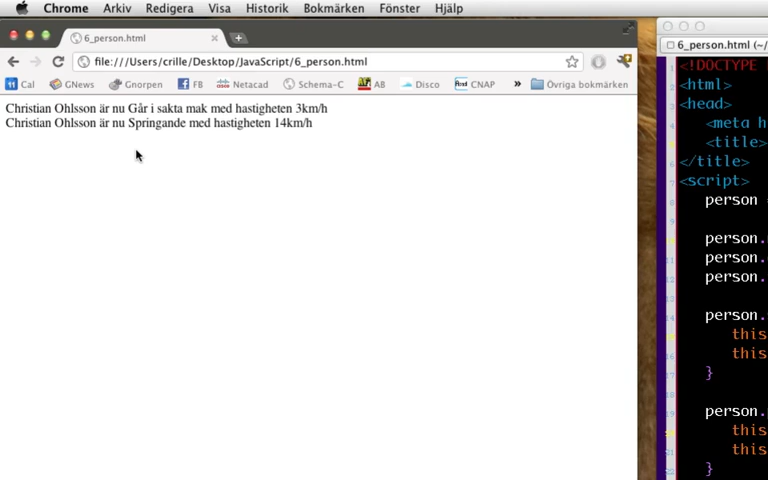 Chrome Arkiv Redigera Visa Historik Bokmärken Fönster Hjälp
6_person.html
file:///Users/crille/Desktop/JavaScript/6_person.html
Cal GNews Gnorpen FB Netacad Schema-C AB Disco CNAP » Övriga bokmärken
Christian Ohlsson är nu Går i sakta mak med hastigheten 3km/h
Christian Ohlsson är nu Springande med hastigheten 14km/h
6_person.html (~/
<!DOCTYPE
<html>
<head>
<meta h
<title>
</title>
<script>
person =
person.
person.
person.
person.
this
this
}
person.
this
this
}